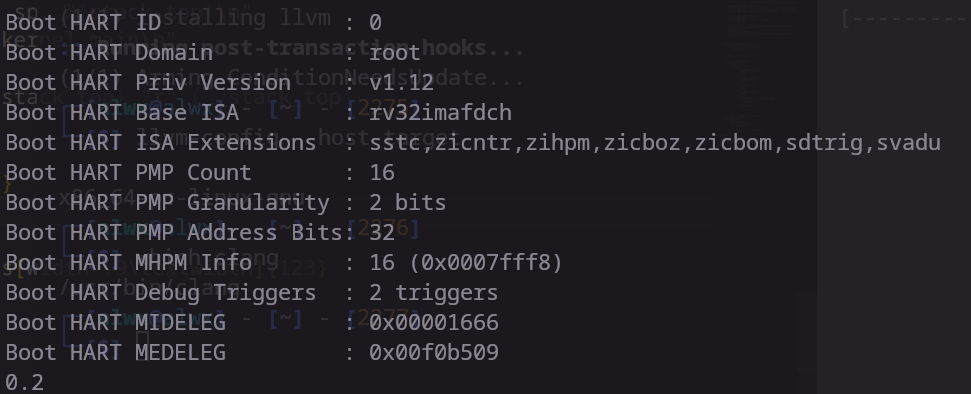 Boot HART ID              : 0
Boot HART Domain          : root
Boot HART Priv Version    : v1.12
Boot HART Base ISA        : rv32imafdch
Boot HART ISA Extensions  : sstc,zicntr,zihpm,zicboz,zicbom,sdtrig,svadu
Boot HART PMP Count       : 16
Boot HART PMP Granularity : 2 bits
Boot HART PMP Address Bits: 32
Boot HART MHPM Info       : 16 (0x0007fff8)
Boot HART Debug Triggers  : 2 triggers
Boot HART MIDELEG         : 0x00001666
Boot HART MEDELEG         : 0x00f0b509
0.2